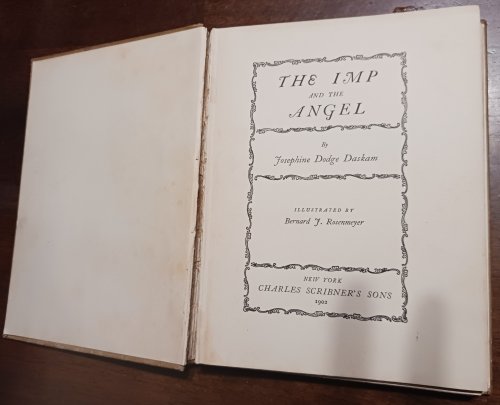 THE IMP
AND THE
ANGEL
By
Josephine Dodge Daskam
ILLUSTRATED BY
Bernard J. Rosenmeyer
NEW YORK
CHARLES SCRIBNER'S SONS
1902